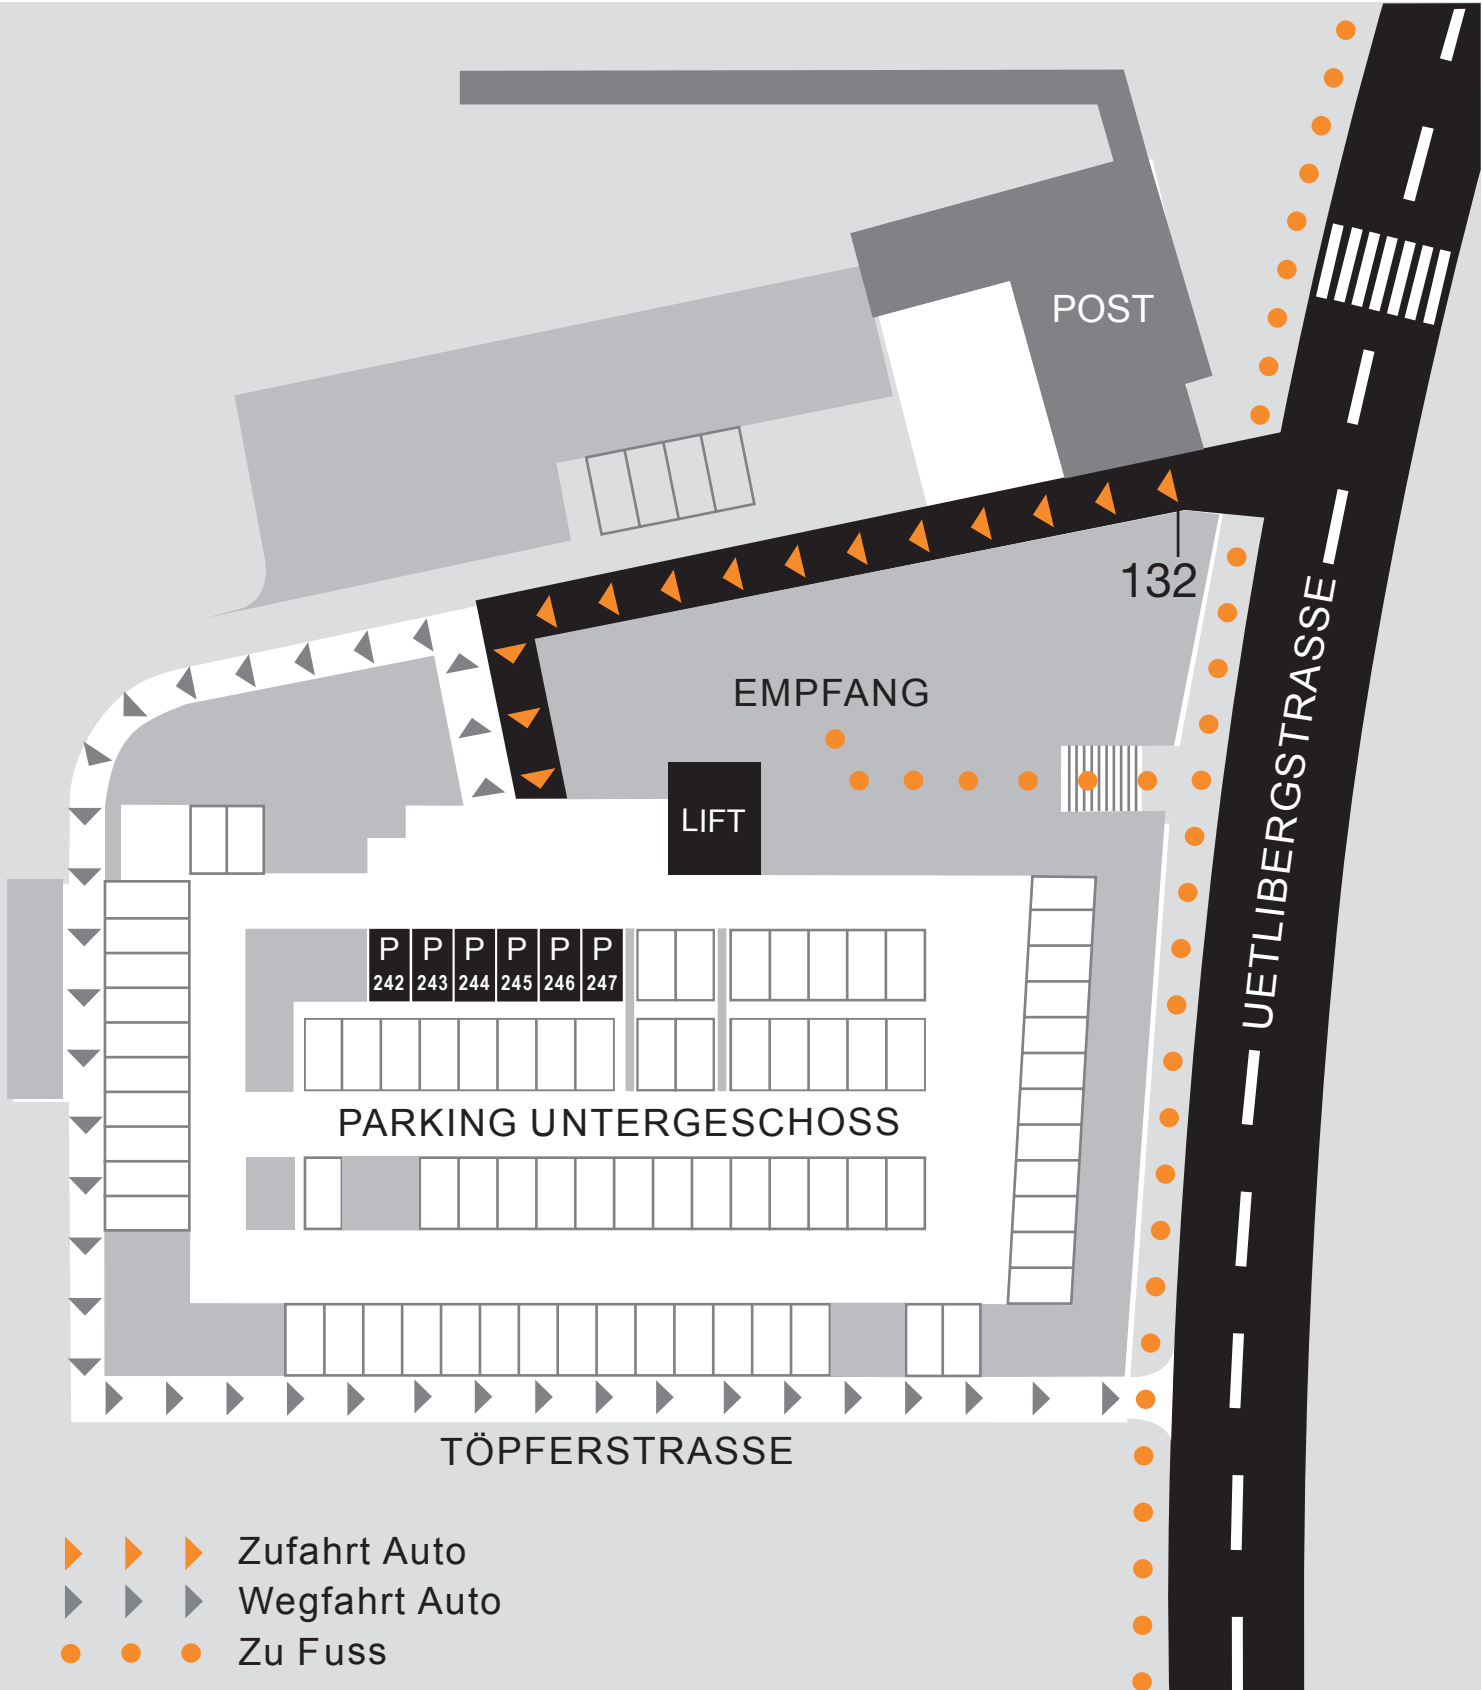 POST
132
UETLIBERGSTRASSE
EMPFANG
LIFT
P P P P P P
242 243 244 245 246 247
PARKING UNTERGESCHOSS
TÖPFERSTRASSE
Zufahrt Auto
Wegfahrt Auto
Zu Fuss